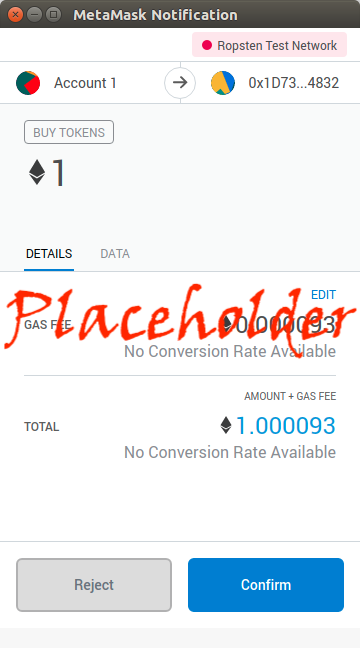 MetaMask Notification
Ropsten Test Network
Account 1
0x1D73...4832
BUY TOKENS
1
DETAILS
DATA
EDIT
Placeholder
GAS FEE
0.000093
No Conversion Rate Available
AMOUNT + GAS FEE
TOTAL
1.000093
No Conversion Rate Available
Reject
Confirm